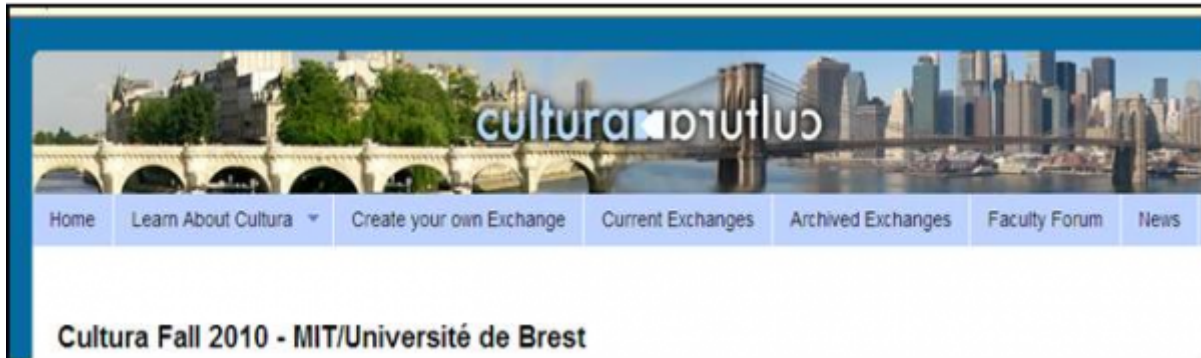 cultura cultura
Home Learn About Cultura Create your own Exchange Current Exchanges Archived Exchanges Faculty Forum News
Cultura Fall 2010 - MIT/Université de Brest